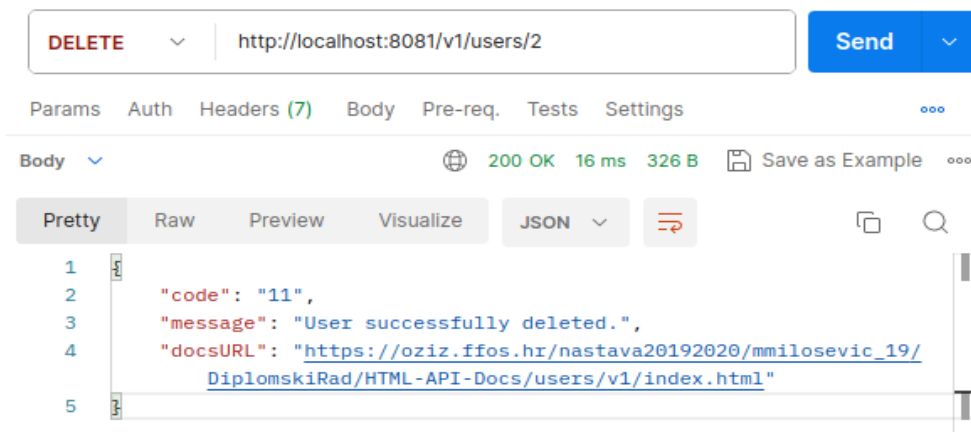 DELETE http://localhost:8081/v1/users/2 Send
Params Auth Headers (7) Body Pre-req. Tests Settings
Body 200 OK 16 ms 326 B Save as Example
Pretty Raw Preview Visualize JSON
1 {
2 "code": "11",
3 "message": "User successfully deleted.",
4 "docsURL": "https://oziz.ffos.hr/nastava20192020/mmilosevic_19/
DiplomskiRad/HTML-API-Docs/users/v1/index.html"
5 }